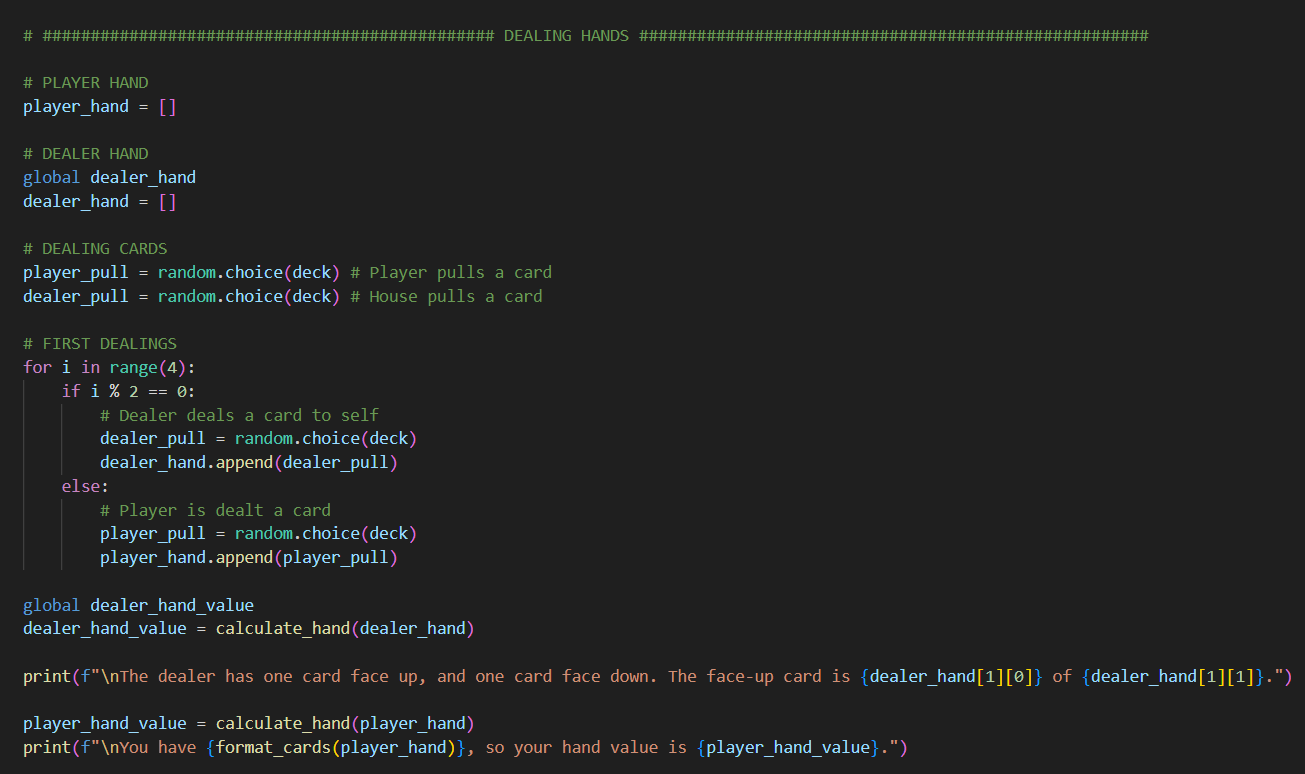 # ############################################### DEALING HANDS #####################################################
# PLAYER HAND
player_hand = []
# DEALER HAND
global dealer_hand
dealer_hand = []
# DEALING CARDS
player_pull = random.choice(deck) # Player pulls a card
dealer_pull = random.choice(deck) # House pulls a card
# FIRST DEALINGS
for i in range(4):
    if i % 2 == 0:
        # Dealer deals a card to self
        dealer_pull = random.choice(deck)
        dealer_hand.append(dealer_pull)
    else:
        # Player is dealt a card
        player_pull = random.choice(deck)
        player_hand.append(player_pull)
global dealer_hand_value
dealer_hand_value = calculate_hand(dealer_hand)
print(f"\nThe dealer has one card face up, and one card face down. The face-up card is {dealer_hand[1][0]} of {dealer_hand[1][1]}.")
player_hand_value = calculate_hand(player_hand)
print(f"\nYou have {format_cards(player_hand)}, so your hand value is {player_hand_value}.")